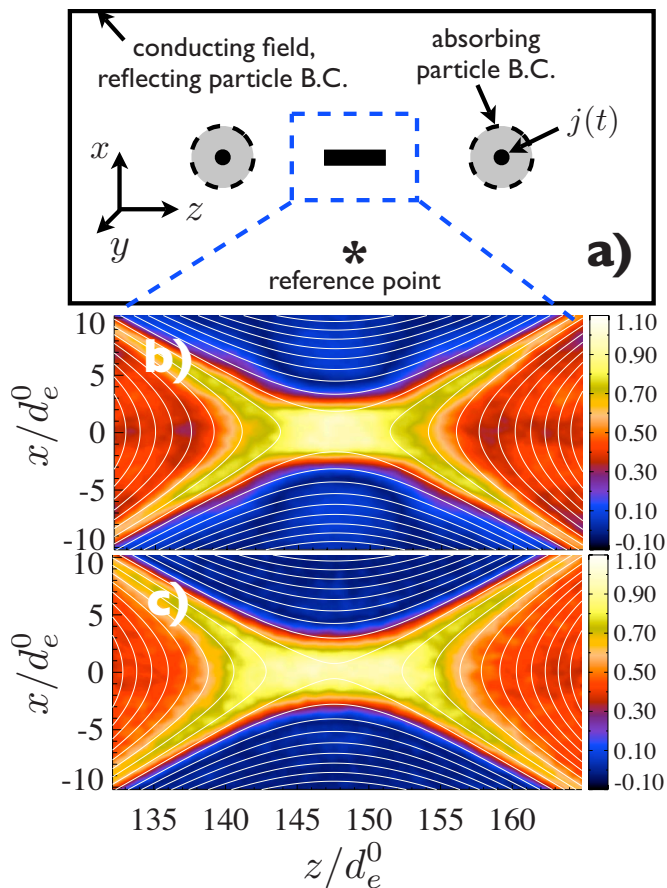 conducting field,
reflecting particle B.C.
absorbing
particle B.C.
j(t)
x
z
y
*
reference point
a)
b)
x/d_e^0
10
5
0
-5
-10
1.10
0.90
0.70
0.50
0.30
0.10
-0.10
c)
x/d_e^0
10
5
0
-5
-10
1.10
0.90
0.70
0.50
0.30
0.10
-0.10
135 140 145 150 155 160
z/d_e^0